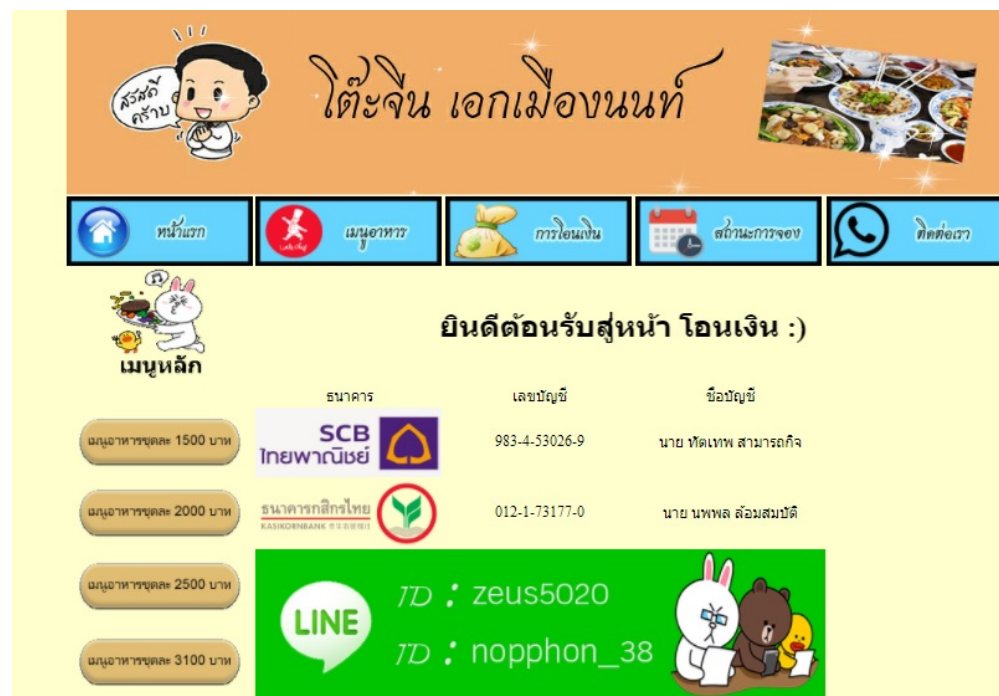 สวัสดี
ครับ
โต๊ะจีน เอกเมืองนนท์
หน้าแรก
เมนูอาหาร
การโอนเงิน
สถานะการจอง
ติดต่อเรา
เมนูหลัก
ยินดีต้อนรับสู่หน้า โอนเงิน :)
ธนาคาร เลขบัญชี ชื่อบัญชี
SCB
ไทยพาณิชย์
983-4-53026-9 นาย ทัดเทพ สามารถกิจ
ธนาคารกสิกรไทย
KASIKORNBANK
012-1-73177-0 นาย นพพล ล้อมสมบัติ
เมนูอาหารชุดละ 1500 บาท
เมนูอาหารชุดละ 2000 บาท
เมนูอาหารชุดละ 2500 บาท
เมนูอาหารชุดละ 3100 บาท
LINE
ID : zeus5020
ID : nopphon_38